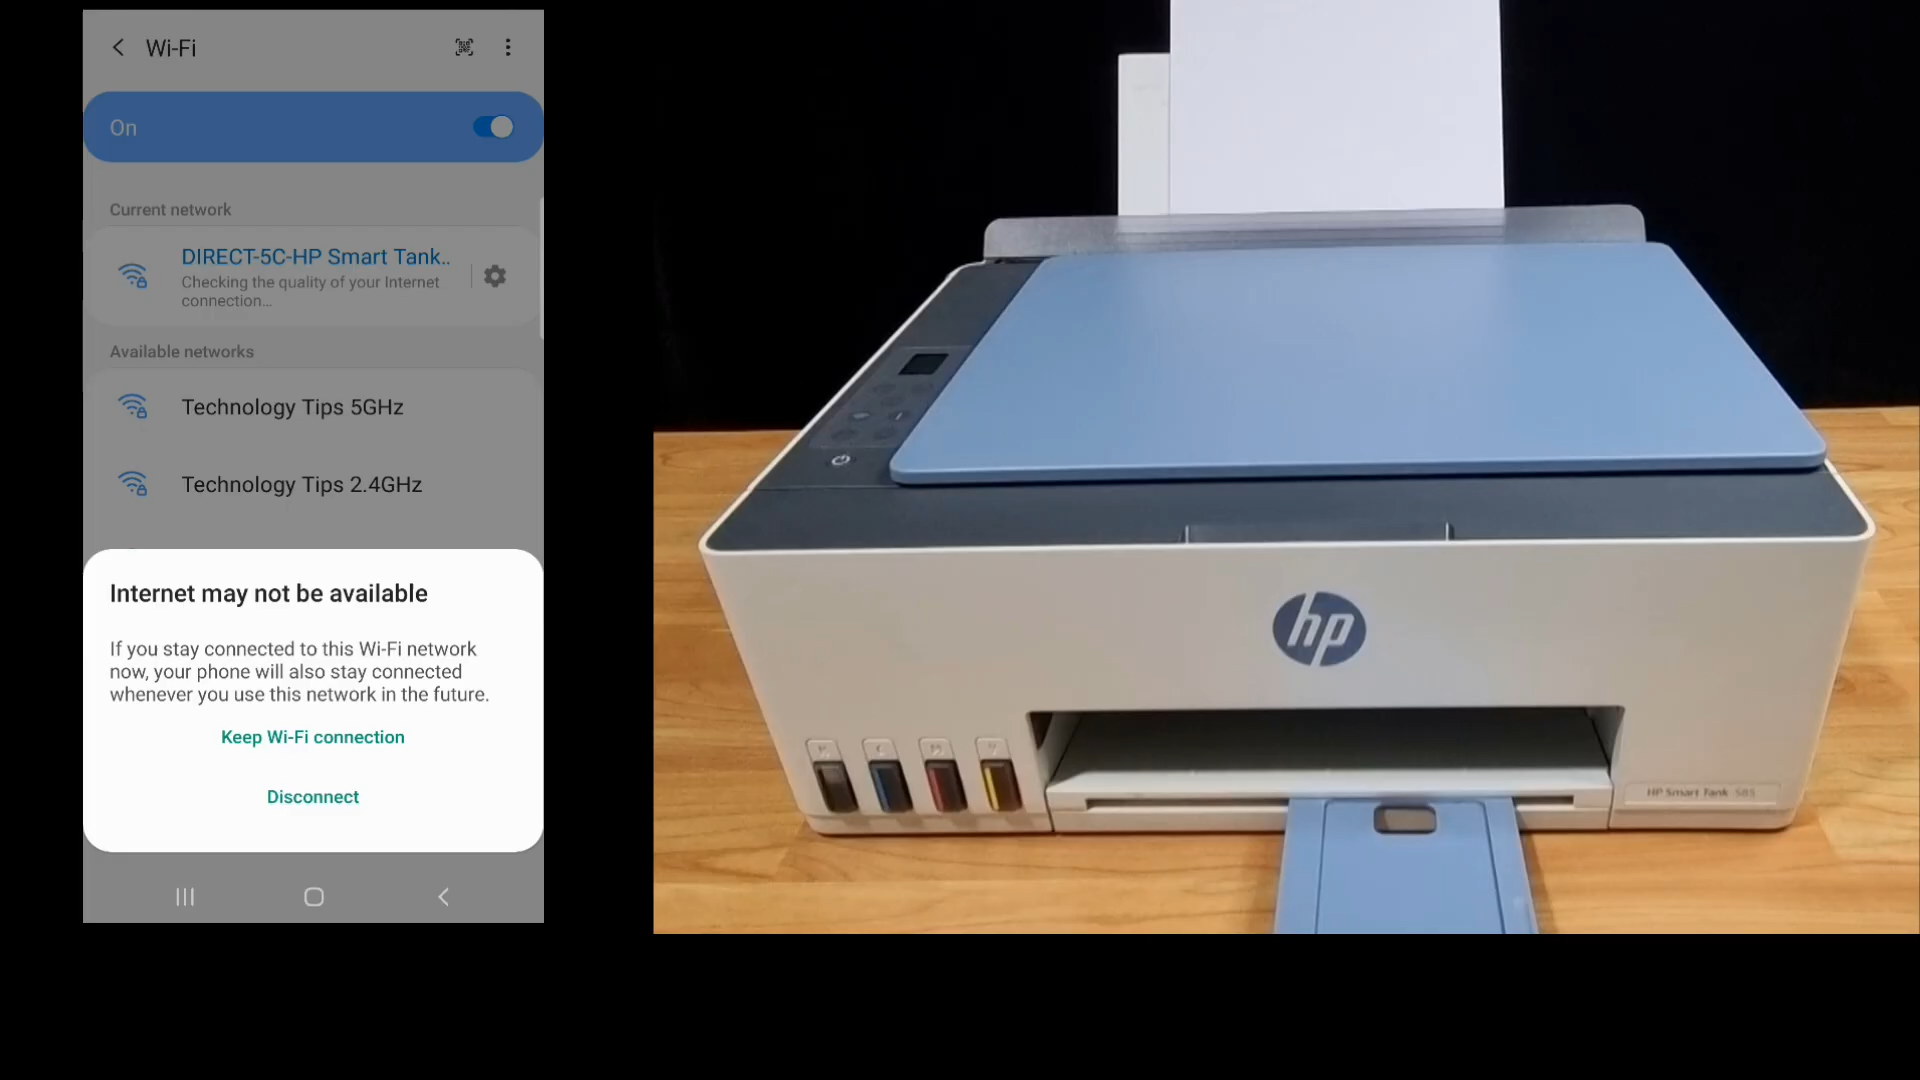 Wi-Fi
On
Current network
DIRECT-5C-HP Smart Tank..
Checking the quality of your Internet
connection...
Available networks
Technology Tips 5GHz
Technology Tips 2.4GHz
Internet may not be available
If you stay connected to this Wi-Fi network
now, your phone will also stay connected
whenever you use this network in the future.
Keep Wi-Fi connection
Disconnect
hp
K
C
M
Y
HP Smart Tank 585